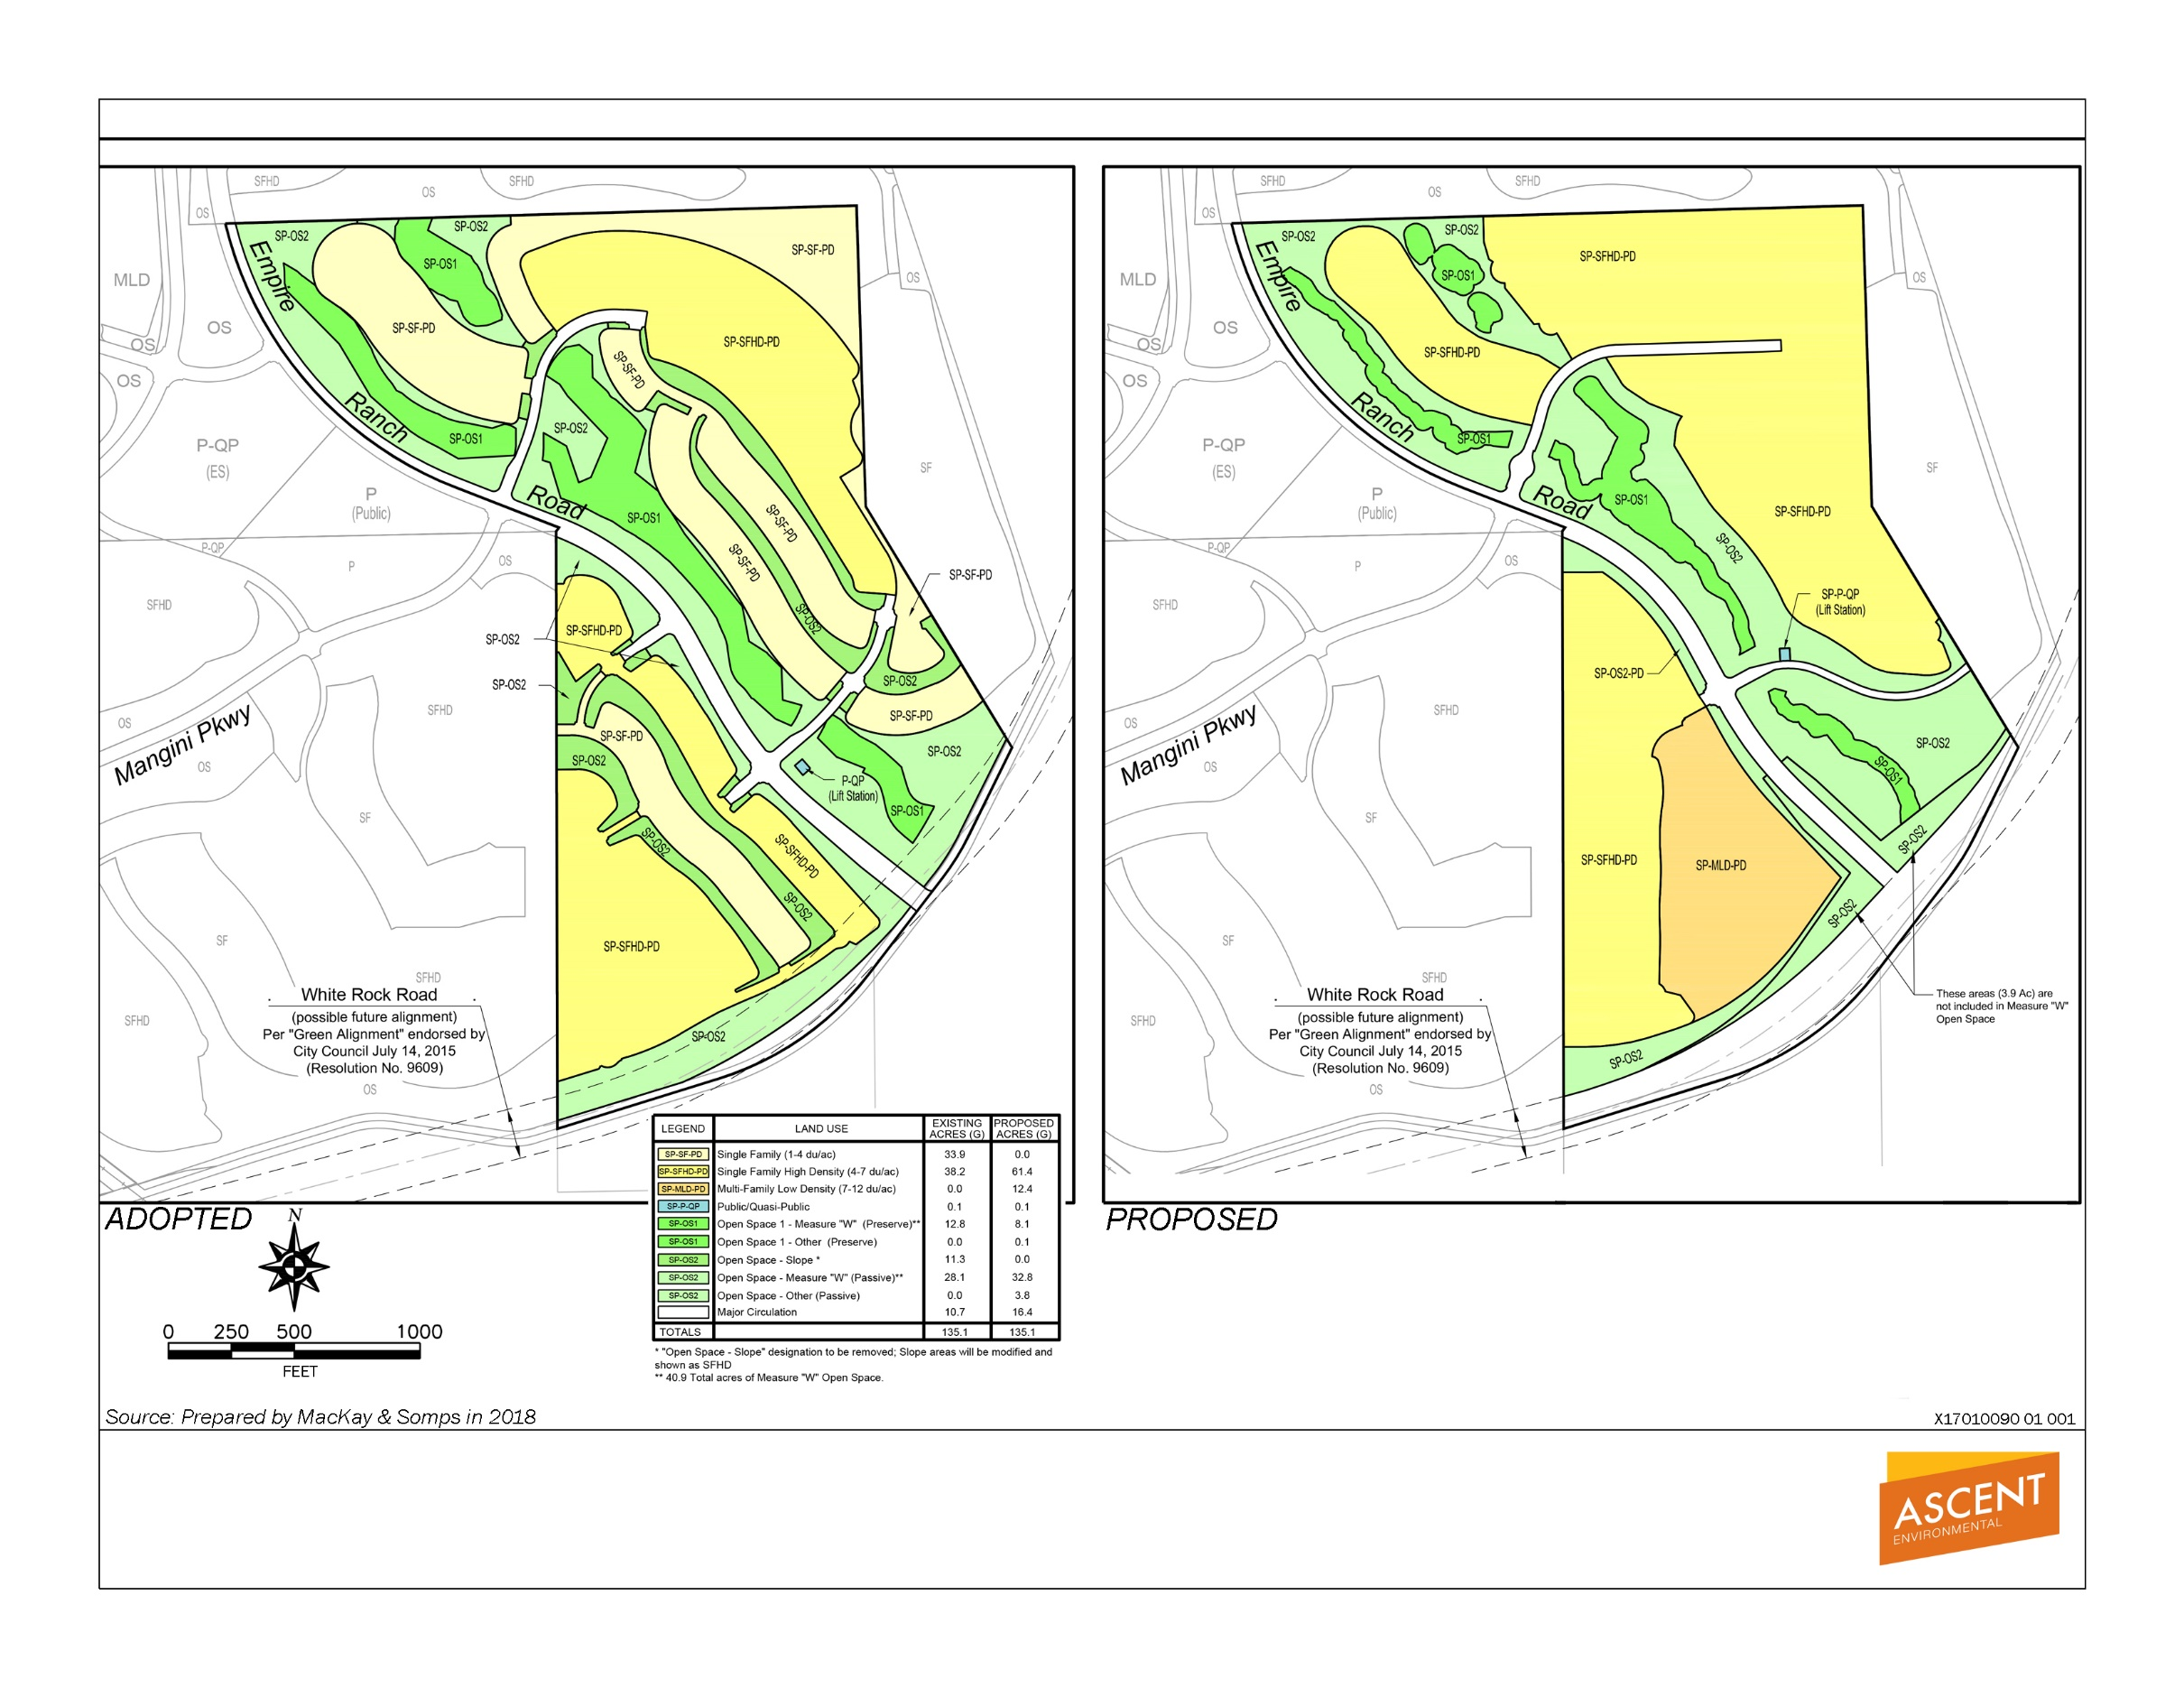 SFHD
OS
SFHD
OS
SP-OS2
SP-OS2
SP-OS1
SP-SF-PD
Empire
MLD
OS
OS
OS
OS
SP-SF-PD
SP-SFHD-PD
SP-SF-PD
Ranch
SP-OS1
SP-OS2
P-QP
(ES)
P
(Public)
SF
Road
SP-OS1
SP-SF-PD
SP-SF-PD
P-QP
P
OS
SP-SF-PD
SFHD
SP-OS2
SP-SFHD-PD
SP-OS2
SP-OS2
SP-OS2
SP-SF-PD
SFHD
OS
Mangini Pkwy
OS
SP-SF-PD
SP-OS2
SP-OS2
P-QP
(Lift Station)
SP-OS1
SF
SP-OS2
SP-SFHD-PD
SP-OS2
SF
SP-SFHD-PD
SFHD
SFHD
White Rock Road
(possible future alignment)
Per "Green Alignment" endorsed by
City Council July 14, 2015
(Resolution No. 9609)
OS
SP-OS2
ADOPTED
N
0 250 500 1000
FEET
LEGEND LAND USE EXISTING ACRES (G) PROPOSED ACRES (G)
SP-SF-PD Single Family (1-4 du/ac) 33.9 0.0
SP-SFHD-PD Single Family High Density (4-7 du/ac) 38.2 61.4
SP-MLD-PD Multi-Family Low Density (7-12 du/ac) 0.0 12.4
SP-P-QP Public/Quasi-Public 0.1 0.1
SP-OS1 Open Space 1 - Measure "W" (Preserve)** 12.8 8.1
SP-OS1 Open Space 1 - Other (Preserve) 0.0 0.1
SP-OS2 Open Space - Slope * 11.3 0.0
SP-OS2 Open Space - Measure "W" (Passive)** 28.1 32.8
SP-OS2 Open Space - Other (Passive) 0.0 3.8
Major Circulation 10.7 16.4
TOTALS 135.1 135.1
* "Open Space - Slope" designation to be removed; Slope areas will be modified and
shown as SFHD
** 40.9 Total acres of Measure "W" Open Space.
SFHD
OS
SFHD
OS
SP-OS2
SP-OS2
SP-OS1
SP-SFHD-PD
Empire
MLD
OS
OS
OS
OS
SP-SFHD-PD
Ranch
SP-OS1
P-QP
(ES)
P
(Public)
SF
Road
SP-OS1
SP-SFHD-PD
SP-OS2
P-QP
P
OS
SFHD
SP-P-QP
(Lift Station)
SP-OS2-PD
SFHD
OS
Mangini Pkwy
OS
SP-OS2
SP-OS1
SF
SP-OS2
SP-SFHD-PD
SP-MLD-PD
SP-OS2
SF
SFHD
SFHD
These areas (3.9 Ac) are
not included in Measure "W"
Open Space
White Rock Road
(possible future alignment)
Per "Green Alignment" endorsed by
City Council July 14, 2015
(Resolution No. 9609)
OS
SP-OS2
PROPOSED
Source: Prepared by MacKay & Somps in 2018
X17010090 01 001
ASCENT
ENVIRONMENTAL